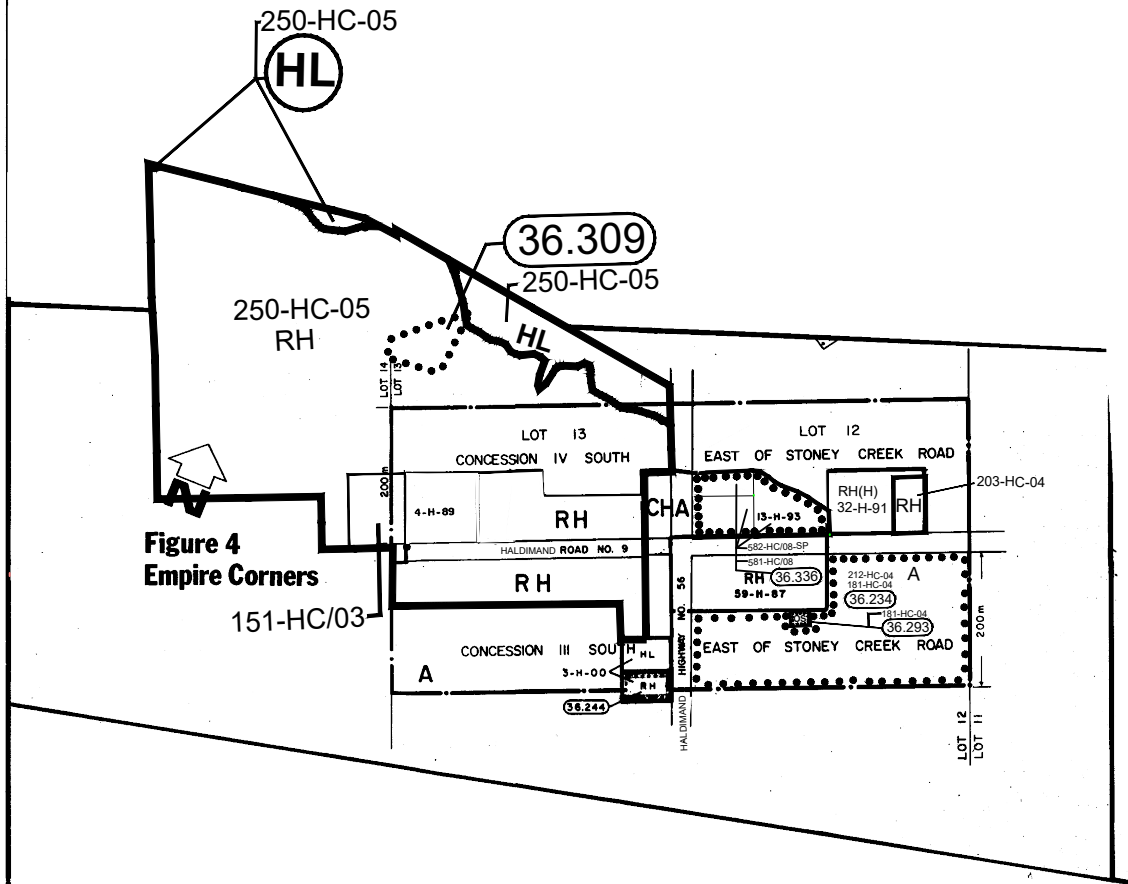 250-HC-05
HL
36.309
250-HC-05
250-HC-05
RH
HL
LOT 14
LOT 13
LOT 13
CONCESSION IV SOUTH
LOT 12
EAST OF STONEY CREEK ROAD
200m
4-H-89
RH
CHA
13-H-93
RH(H)
32-H-91
RH
203-HC-04
N
Figure 4
Empire Corners
HALDIMAND ROAD NO. 9
582-HC/08-SP
581-HC/08
36.336
RH
59-H-87
RH
212-HC-04
181-HC-04
A
36.234
181-HC-04
36.293
OS
200m
151-HC/03
HALDIMAND HIGHWAY NO. 56
CONCESSION III SOUTH
EAST OF STONEY CREEK ROAD
A
HL
3-H-00
RH
36.244
LOT 12
LOT 11